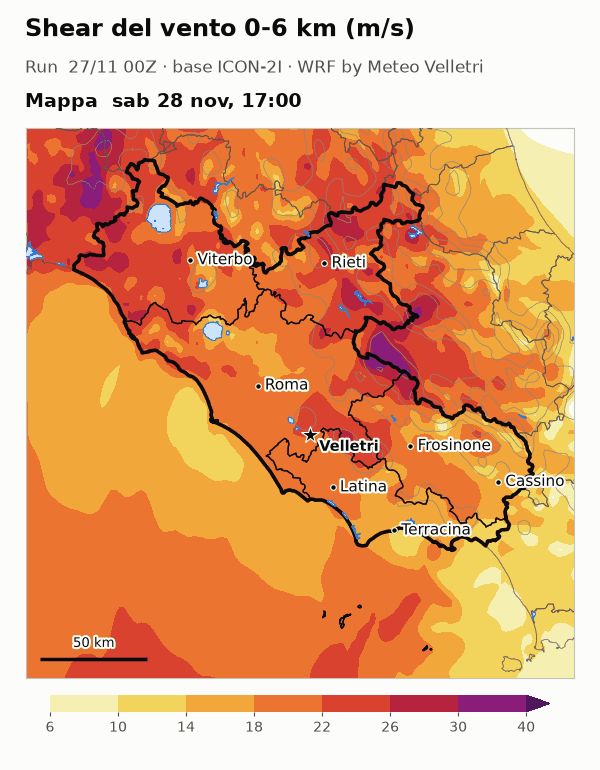 Shear del vento 0-6 km (m/s)
Run  27/11 00Z · base ICON-2I · WRF by Meteo Velletri
Mappa  sab 28 nov, 17:00
Viterbo
Rieti
Roma
Velletri
Frosinone
Latina
Cassino
Terracina
50 km
6 10 14 18 22 26 30 40